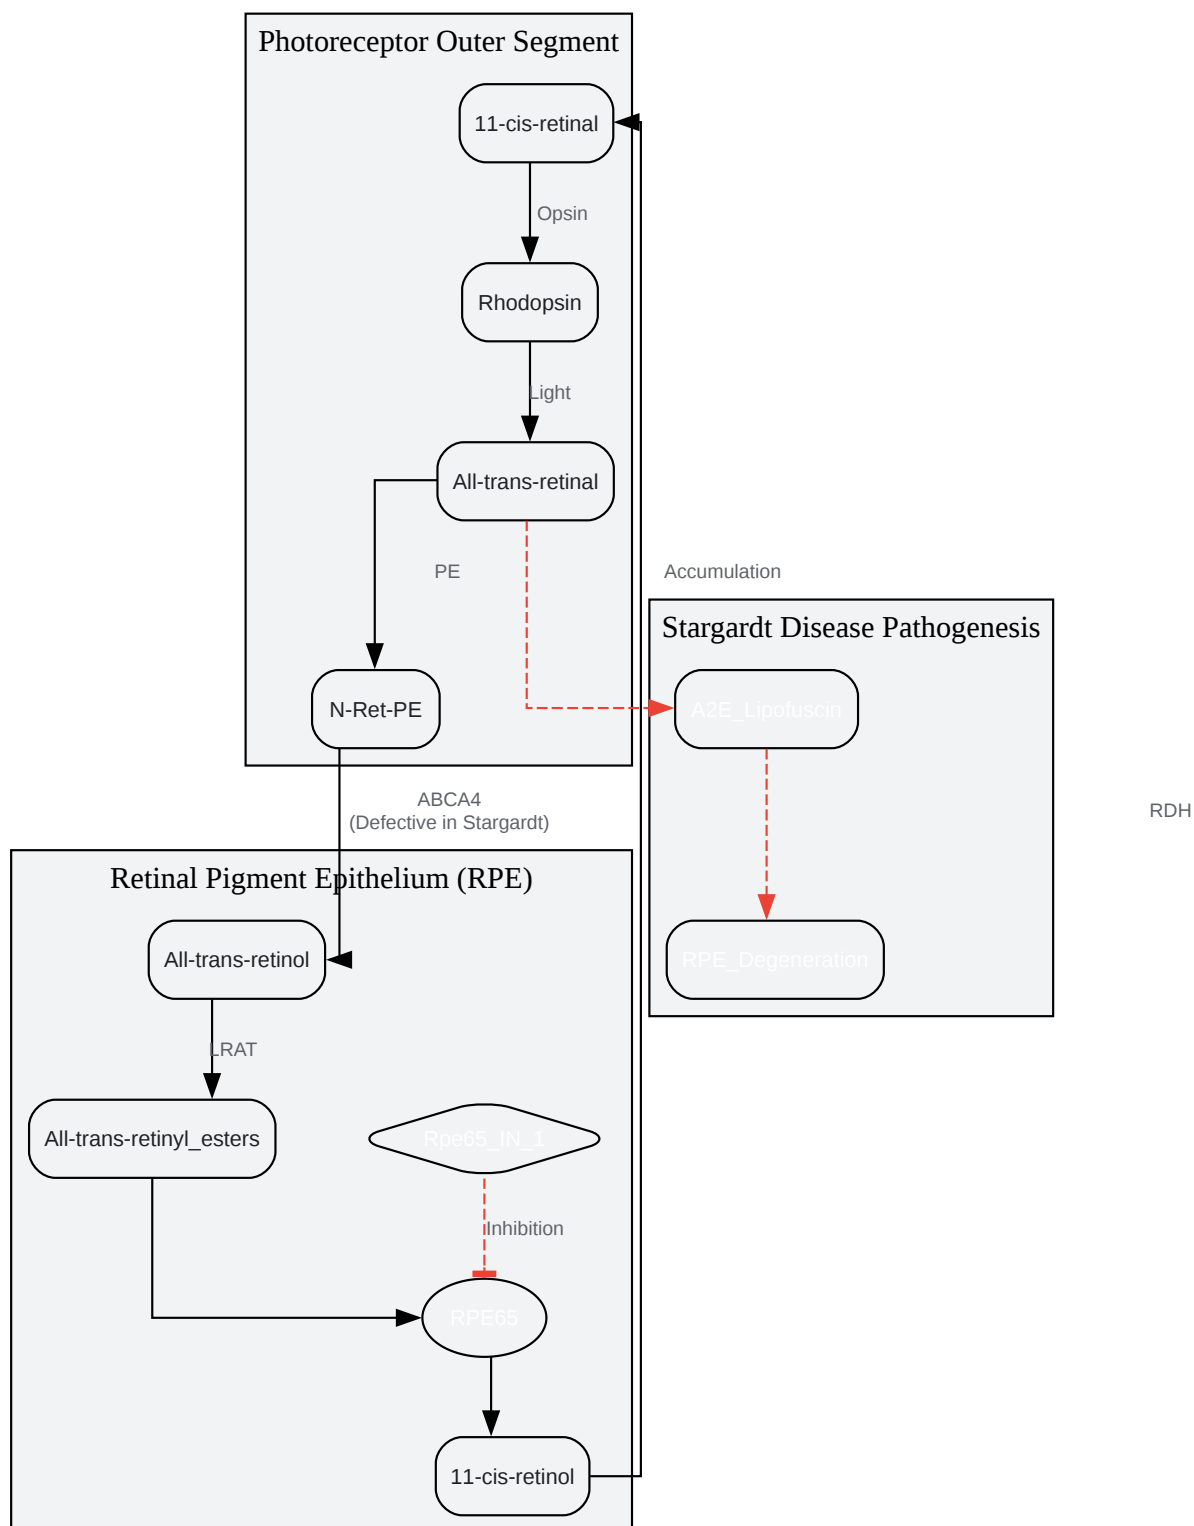 Photoreceptor Outer Segment
11-cis-retinal
Opsin
Rhodopsin
Light
All-trans-retinal
PE
Accumulation
Stargardt Disease Pathogenesis
N-Ret-PE
A2E_Lipofuscin
ABCA4
(Defective in Stargardt)
RDH
Retinal Pigment Epithelium (RPE)
All-trans-retinol
RPE_Degeneration
LRAT
All-trans-retinyl_esters
Rpe65_IN_1
Inhibition
RPE65
11-cis-retinol